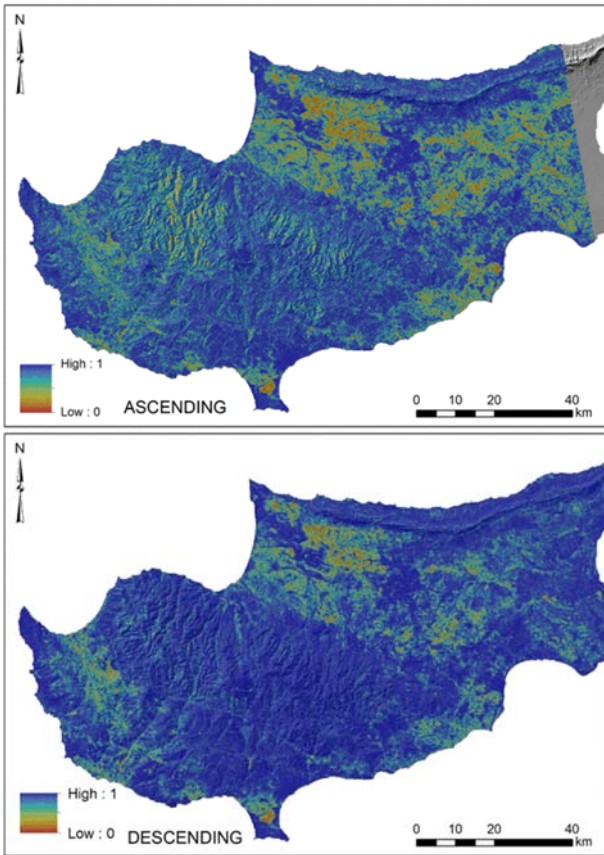 N
High : 1
Low : 0
ASCENDING
0 10 20 40
km
N
High : 1
Low : 0
DESCENDING
0 10 20 40
km